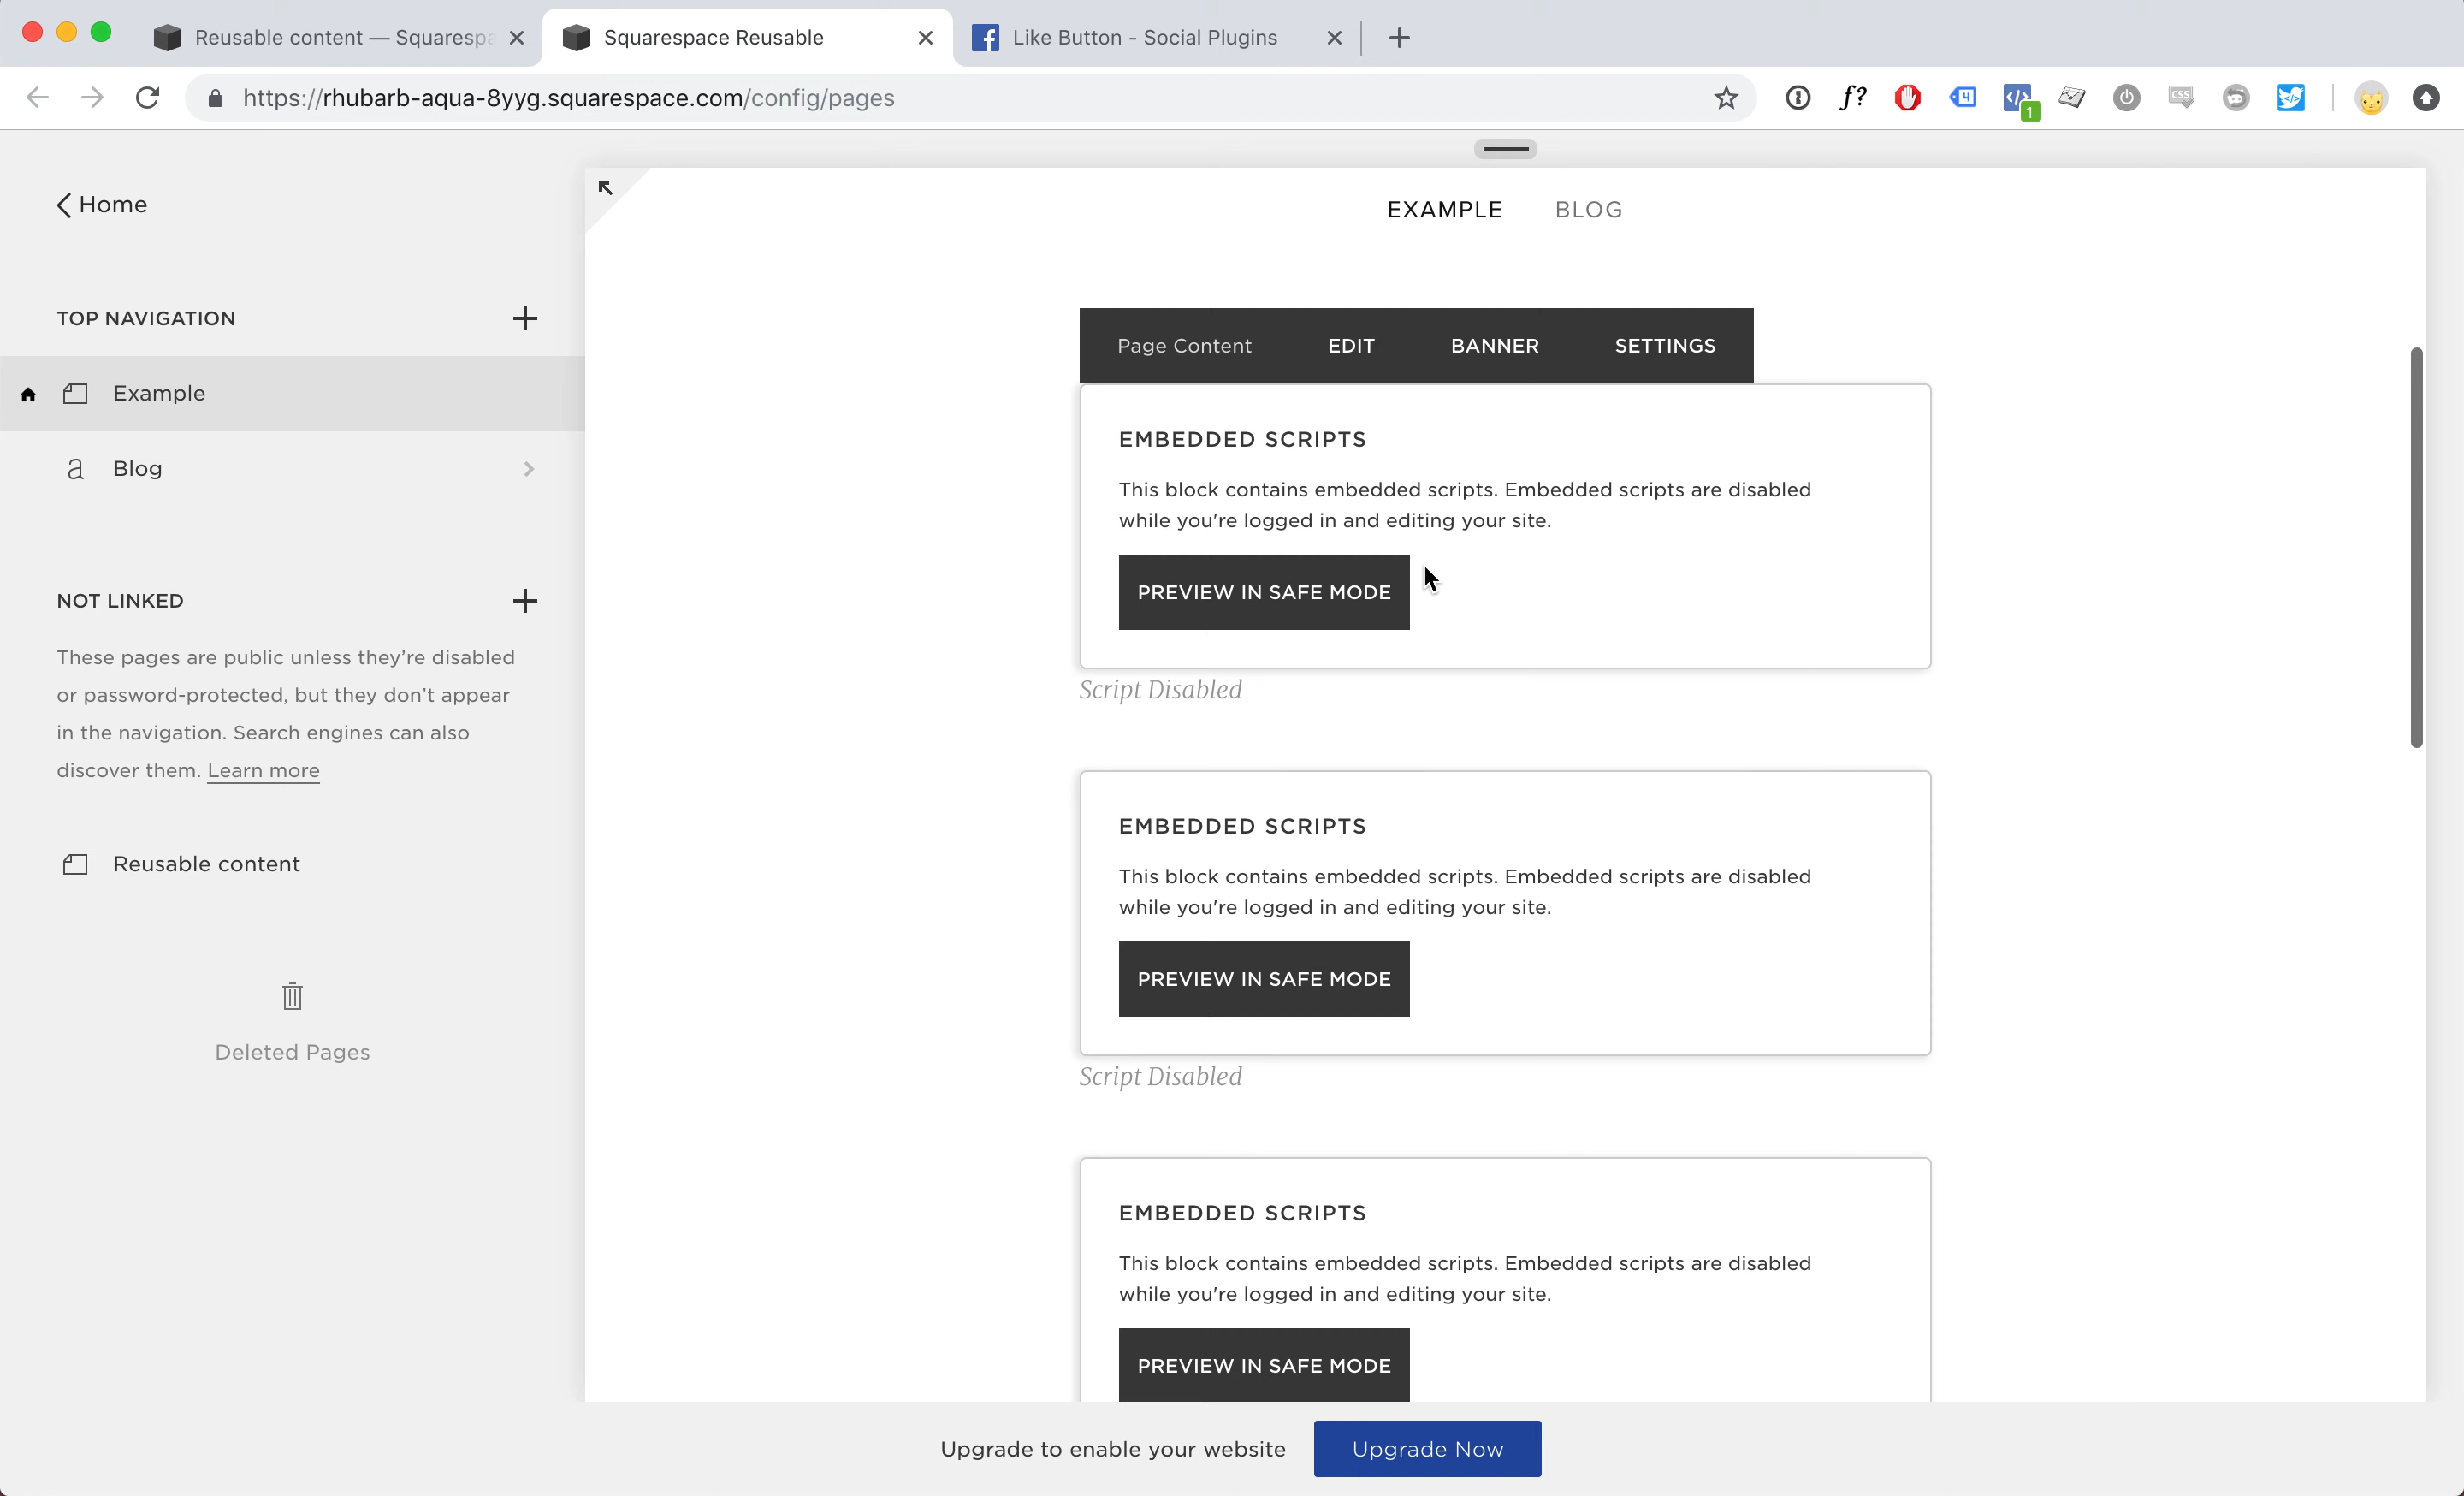 Reusable content — Squarespa
Squarespace Reusable
Like Button - Social Plugins
https://rhubarb-aqua-8yyg.squarespace.com/config/pages
f?
4
1
CSS
Home
TOP NAVIGATION
Example
Blog
NOT LINKED
These pages are public unless they’re disabled
or password-protected, but they don’t appear
in the navigation. Search engines can also
discover them. Learn more
Reusable content
Deleted Pages
EXAMPLE BLOG
Page Content EDIT BANNER SETTINGS
EMBEDDED SCRIPTS
This block contains embedded scripts. Embedded scripts are disabled
while you're logged in and editing your site.
PREVIEW IN SAFE MODE
Script Disabled
EMBEDDED SCRIPTS
This block contains embedded scripts. Embedded scripts are disabled
while you're logged in and editing your site.
PREVIEW IN SAFE MODE
Script Disabled
EMBEDDED SCRIPTS
This block contains embedded scripts. Embedded scripts are disabled
while you're logged in and editing your site.
PREVIEW IN SAFE MODE
Upgrade to enable your website Upgrade Now